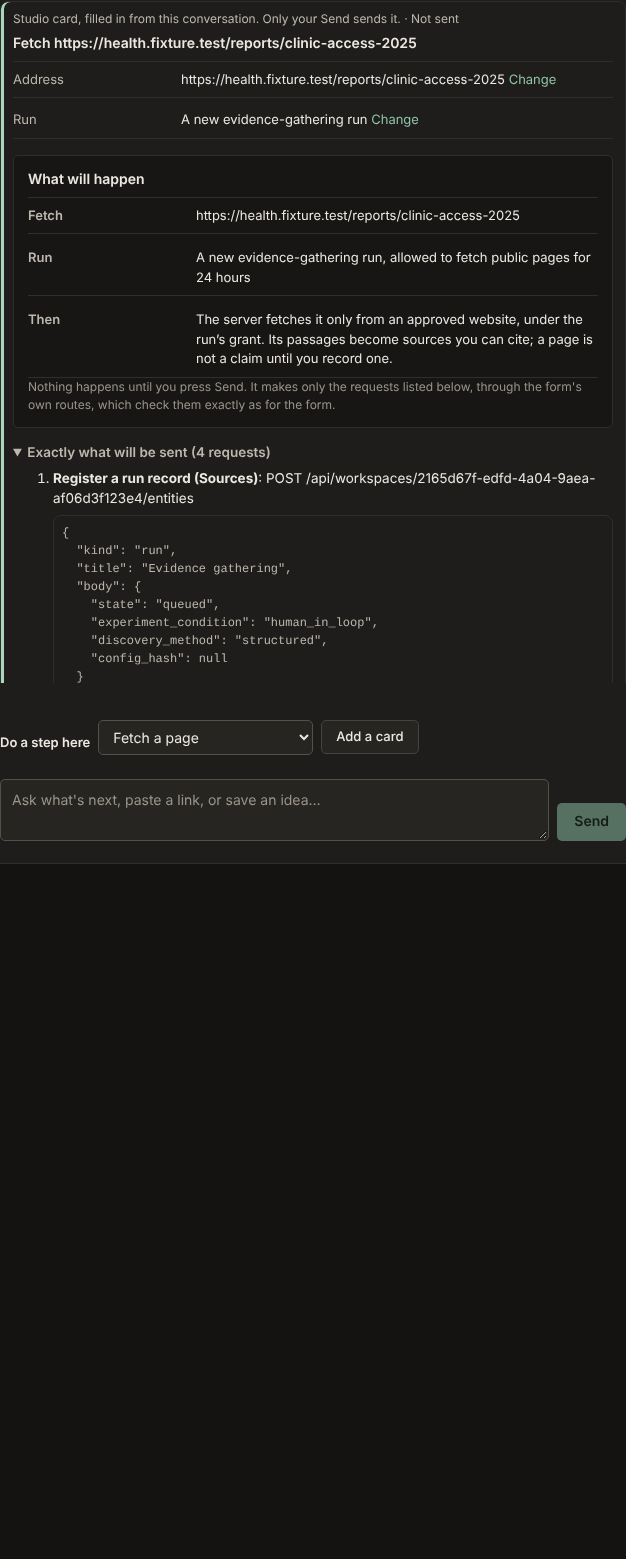 Studio card, filled in from this conversation. Only your Send sends it. · Not sent
Fetch https://health.fixture.test/reports/clinic-access-2025
Address https://health.fixture.test/reports/clinic-access-2025 Change
Run A new evidence-gathering run Change
What will happen
Fetch https://health.fixture.test/reports/clinic-access-2025
Run A new evidence-gathering run, allowed to fetch public pages for
24 hours
Then The server fetches it only from an approved website, under the
run’s grant. Its passages become sources you can cite; a page is
not a claim until you record one.
Nothing happens until you press Send. It makes only the requests listed below, through the form's
own routes, which check them exactly as for the form.
▼ Exactly what will be sent (4 requests)
1. Register a run record (Sources): POST /api/workspaces/2165d67f-edfd-4a04-9aea-
af06d3f123e4/entities
{
"kind": "run",
"title": "Evidence gathering",
"body": {
"state": "queued",
"experiment_condition": "human_in_loop",
"discovery_method": "structured",
"config_hash": null
}
Do a step here Fetch a page Add a card
Ask what's next, paste a link, or save an idea...
Send